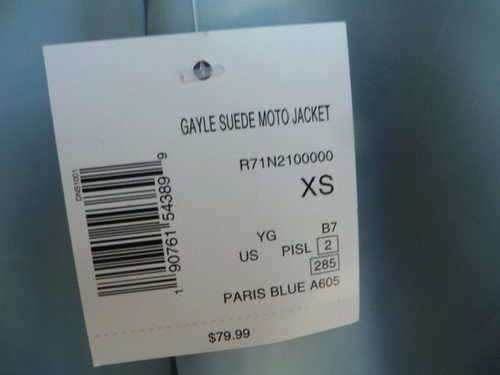 GAYLE SUEDE MOTO JACKET
R71N2100000
XS
DNS1001
1 90761 54389 9
YG B7
US PISL 2
285
PARIS BLUE A605
$79.99